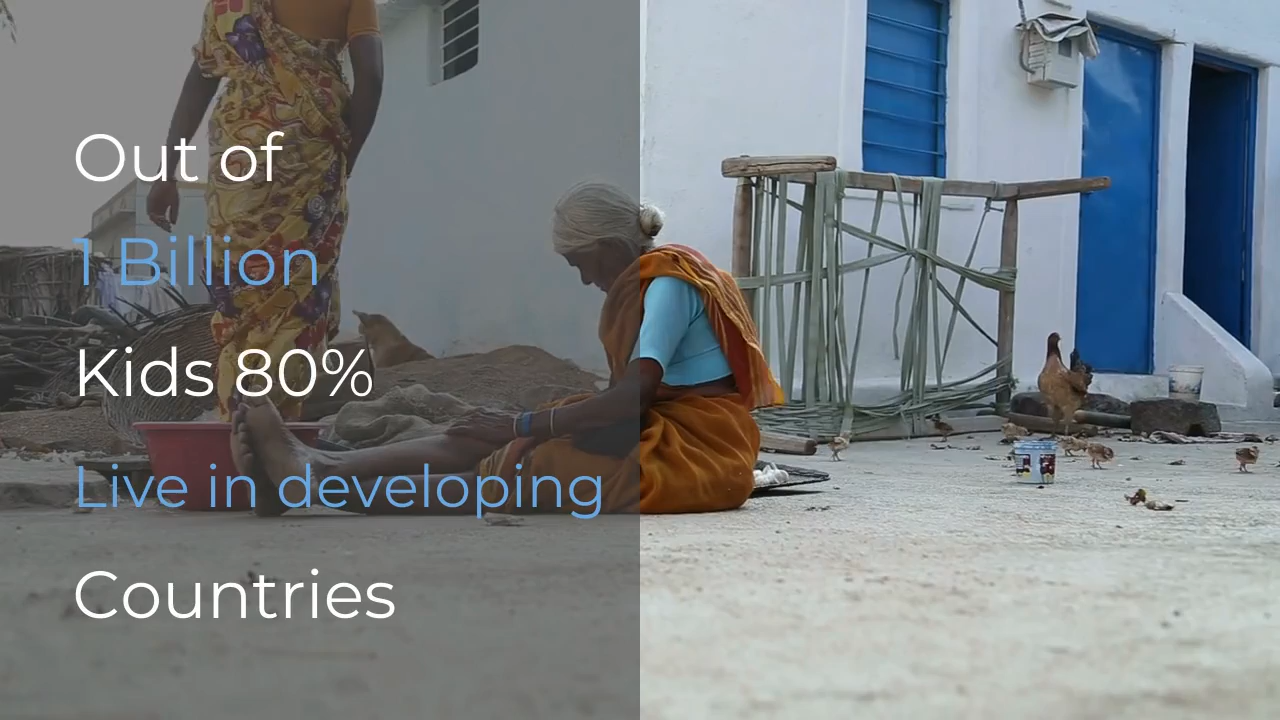 Out of
1 Billion
Kids 80%
Live in developing
Countries